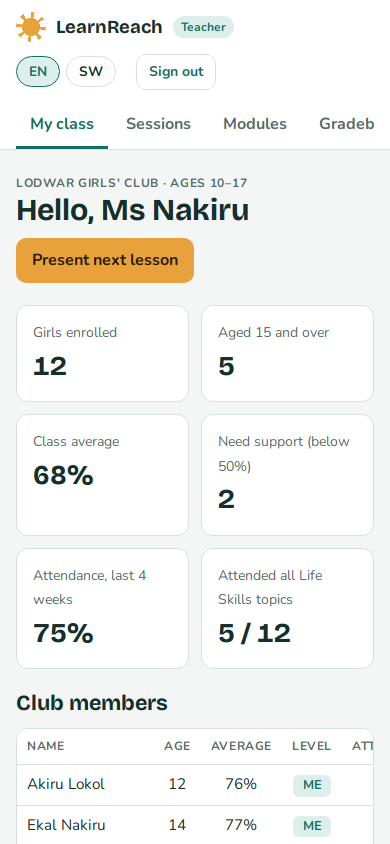 LearnReach Teacher
EN SW Sign out
My class Sessions Modules Gradeb
LODWAR GIRLS' CLUB · AGES 10–17
Hello, Ms Nakiru
Present next lesson
Girls enrolled
12
Aged 15 and over
5
Class average
68%
Need support (below
50%)
2
Attendance, last 4
weeks
75%
Attended all Life
Skills topics
5 / 12
Club members
NAME AGE AVERAGE LEVEL ATT
Akiru Lokol 12 76% ME
Ekal Nakiru 14 77% ME